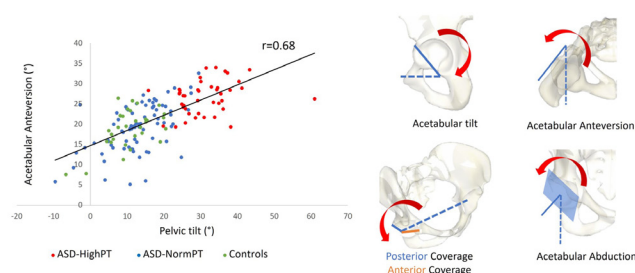 r=0.68
Acetabular Anteversion (°)
40
35
30
25
20
15
10
5
0
-20 -10 0 10 20 30 40 50 60 70
Pelvic tilt (°)
ASD-HighPT ASD-NormPT Controls
Acetabular tilt
Acetabular Anteversion
Posterior Coverage
Anterior Coverage
Acetabular Abduction